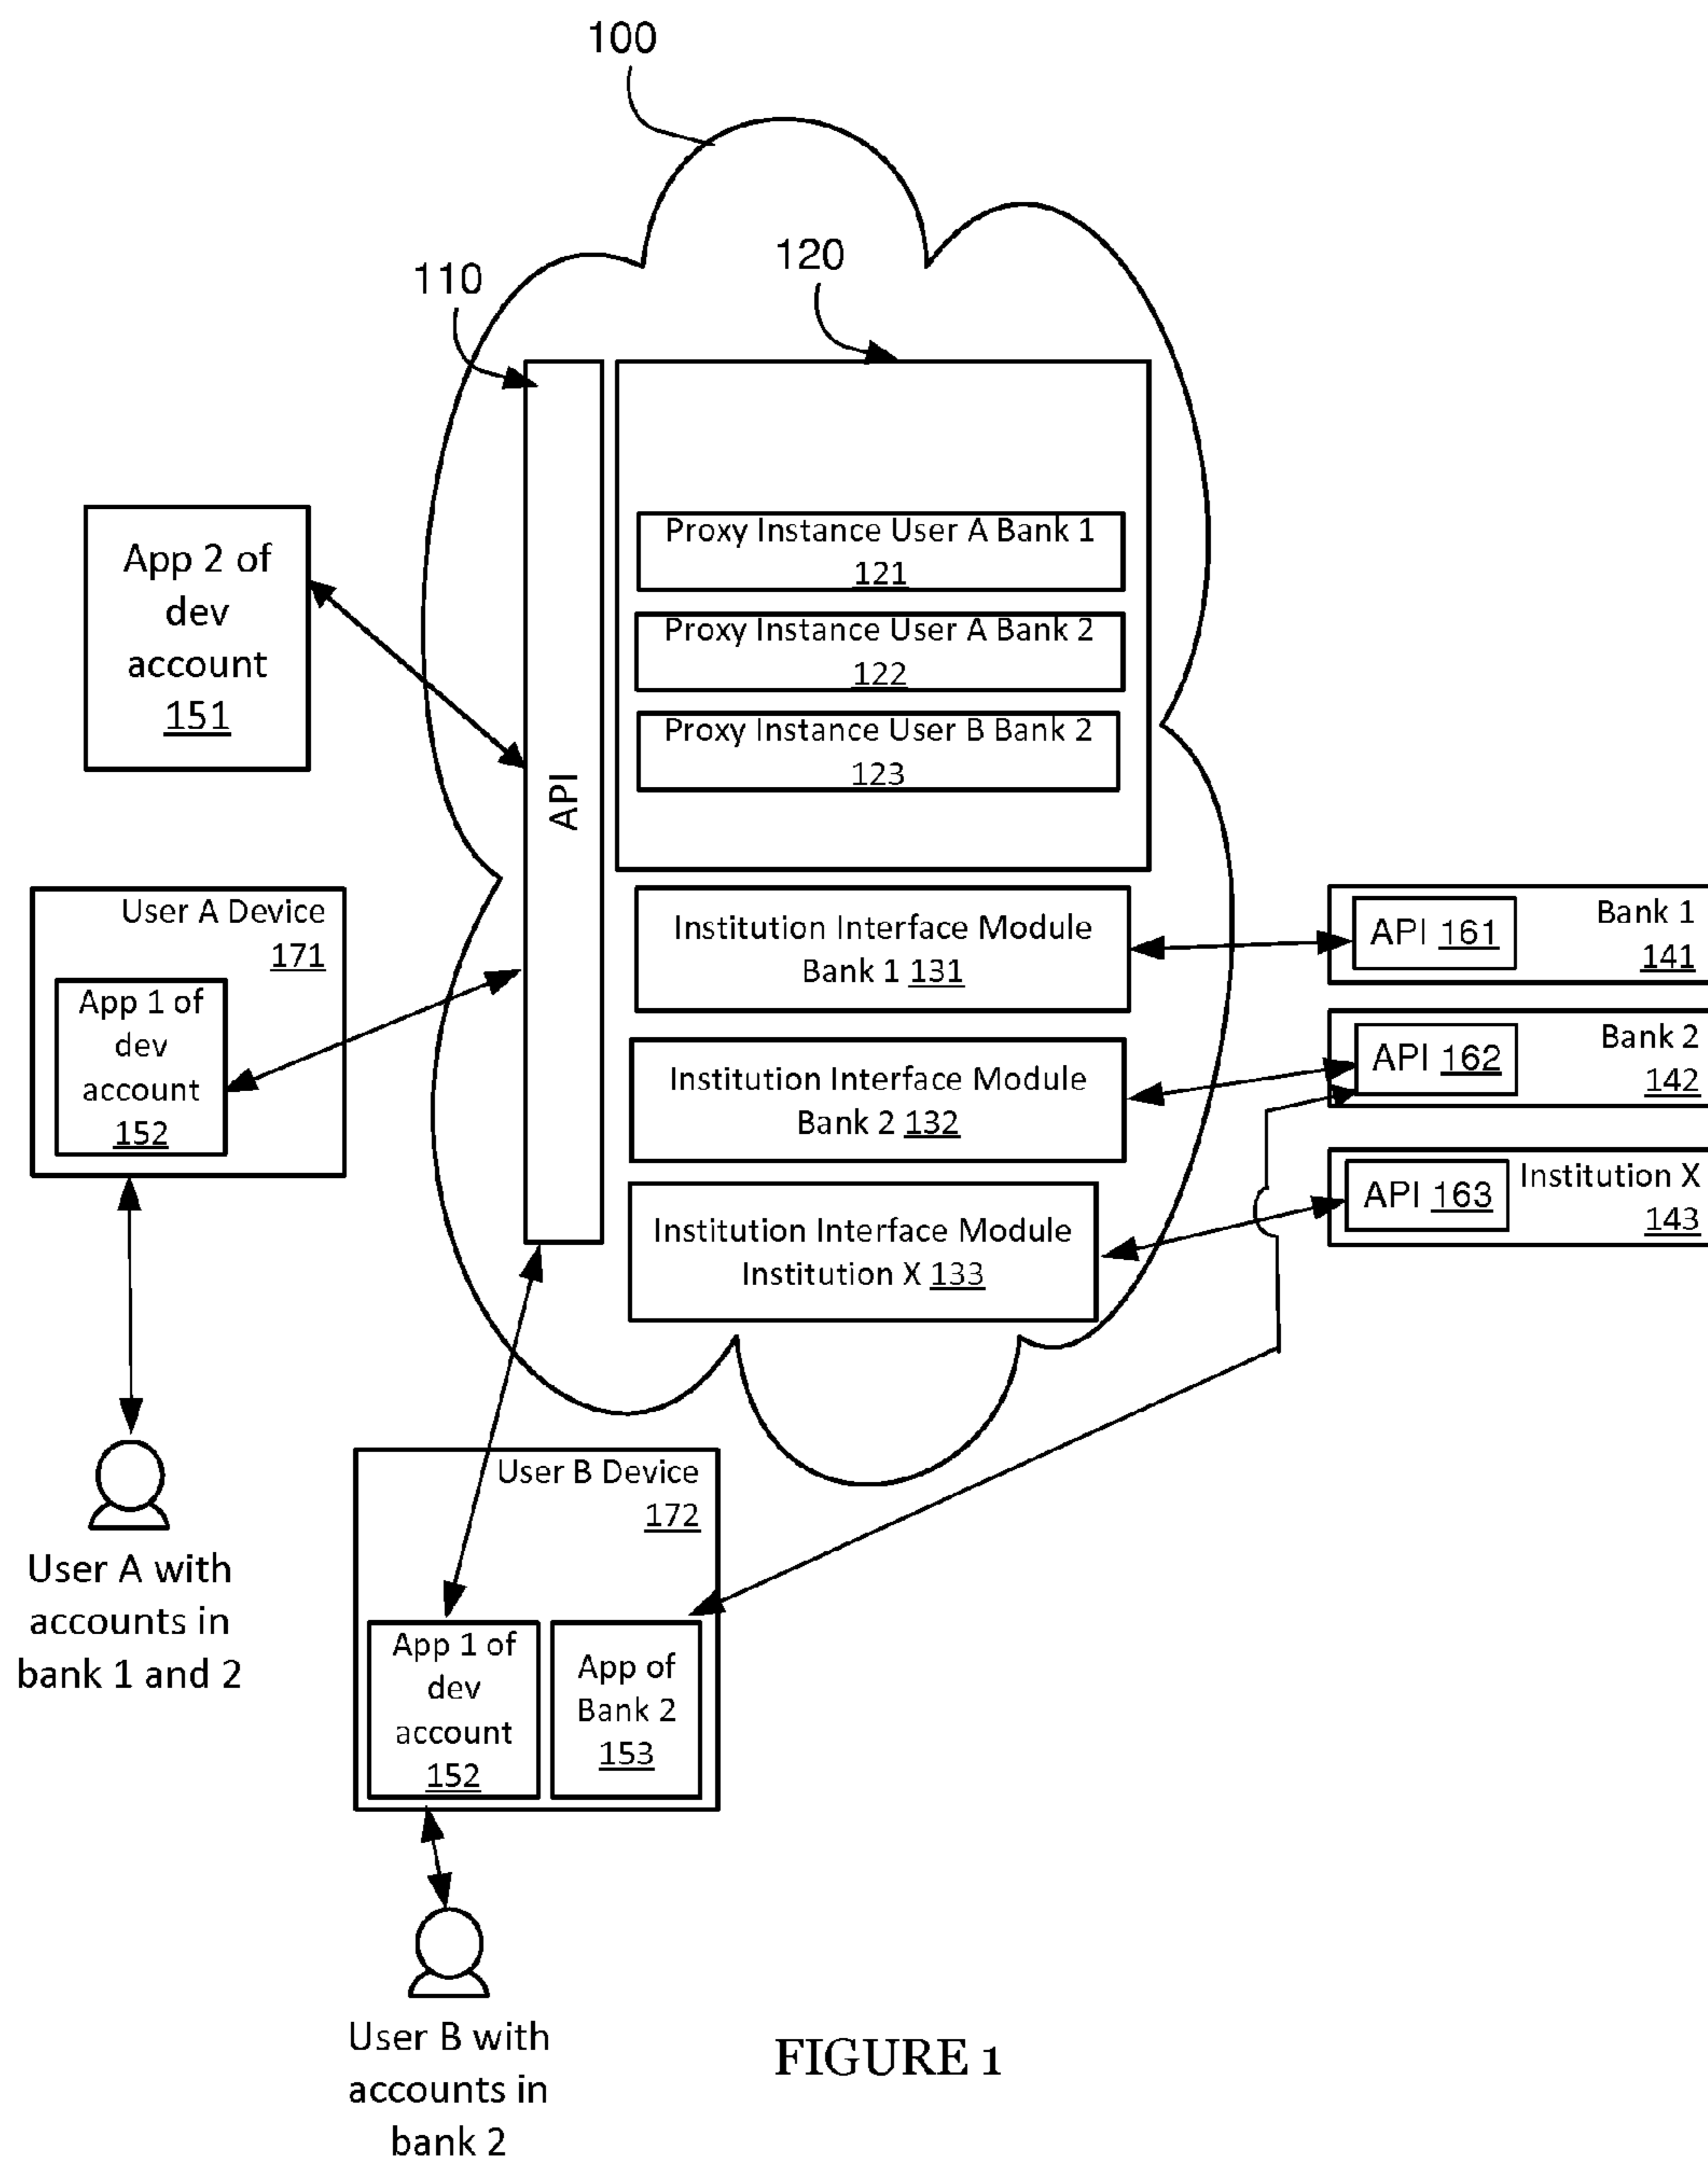 100
120
110
Proxy Instance User A Bank 1
121
Proxy Instance User A Bank 2
122
Proxy Instance User B Bank 2
123
API
App 2 of
dev
account
151
User A Device
171
App 1 of
dev
account
152
Institution Interface Module
Bank 1 131
Institution Interface Module
Bank 2 132
Institution Interface Module
Institution X 133
API 161
Bank 1
141
API 162
Bank 2
142
API 163
Institution X
143
User A with
accounts in
bank 1 and 2
User B Device
172
App 1 of
dev
account
152
App of
Bank 2
153
User B with
accounts in
bank 2
FIGURE 1